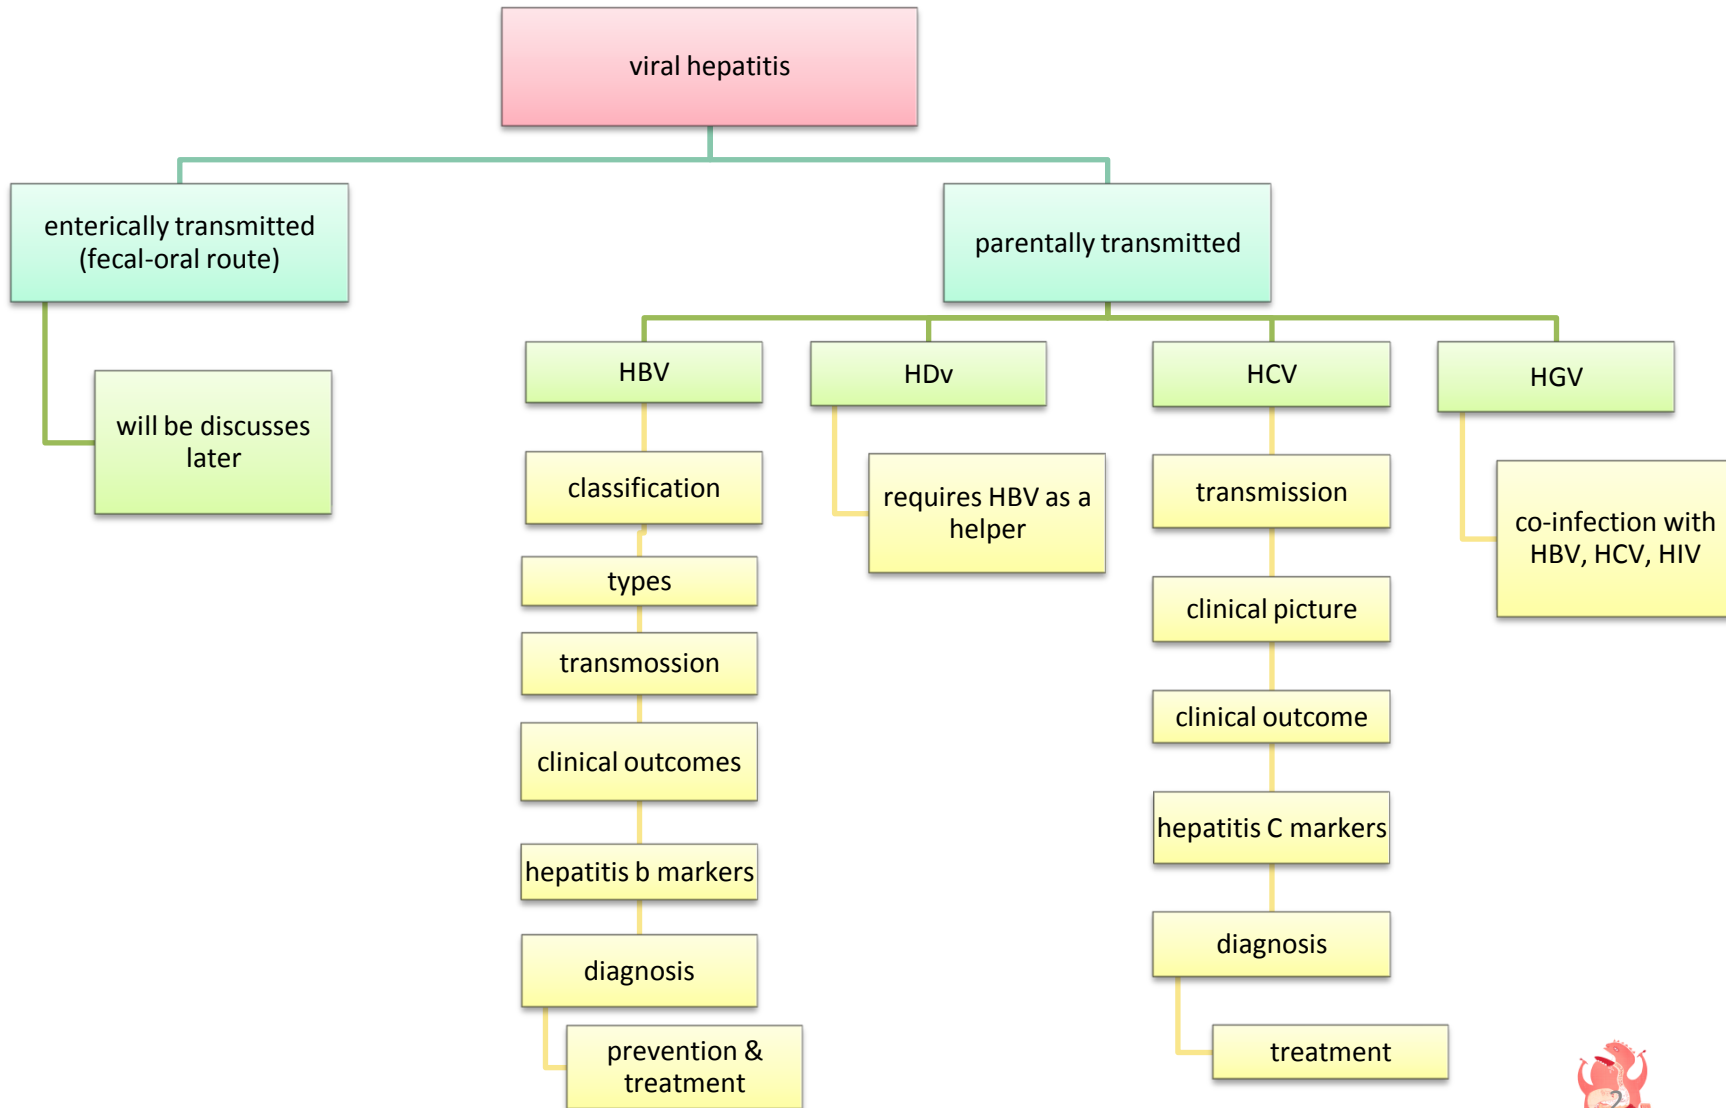 viral hepatitis
enterically transmitted
(fecal-oral route)
parentally transmitted
will be discusses
later
HBV
HDv
HCV
HGV
classification
types
transmossion
clinical outcomes
hepatitis b markers
diagnosis
prevention &
treatment
requires HBV as a
helper
transmission
clinical picture
clinical outcome
hepatitis C markers
diagnosis
treatment
co-infection with
HBV, HCV, HIV
2